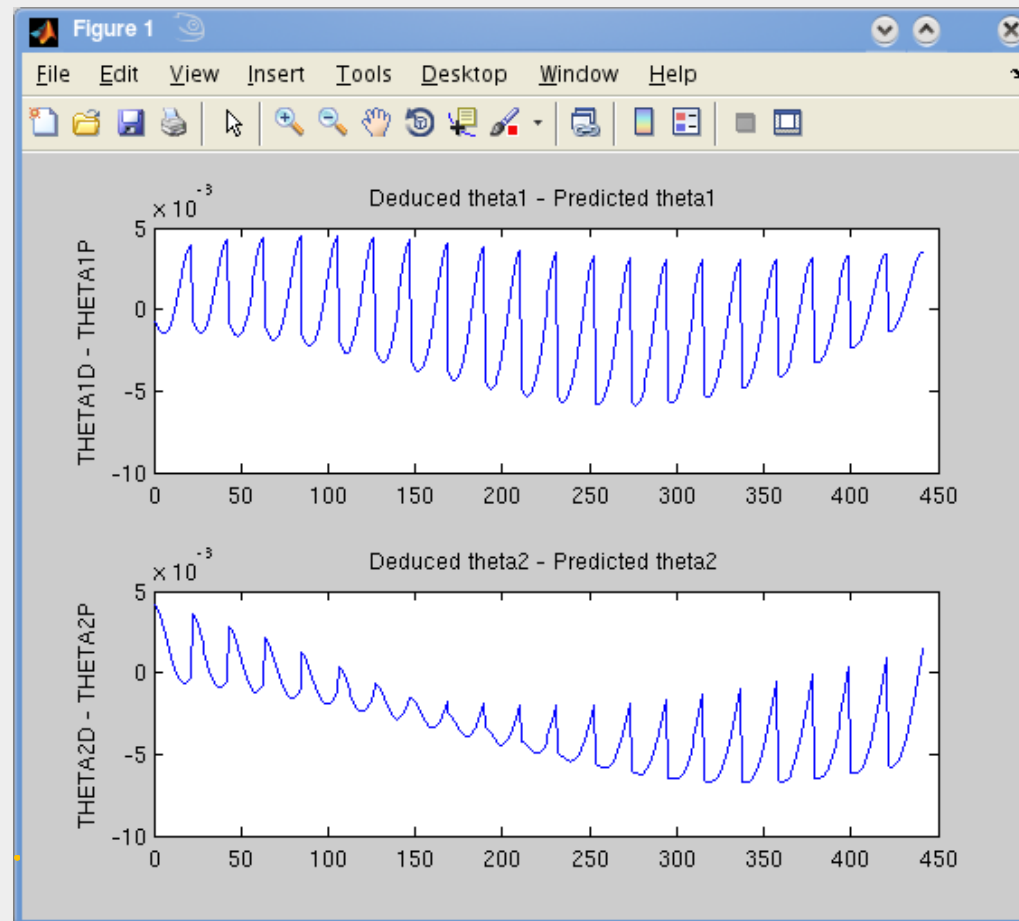 Figure 1
File Edit View Insert Tools Desktop Window Help
Deduced theta1 - Predicted theta1
× 10
-3
THETA1D - THETA1P
5
0
-5
-10
0 50 100 150 200 250 300 350 400 450
Deduced theta2 - Predicted theta2
× 10
-3
THETA2D - THETA2P
5
0
-5
-10
0 50 100 150 200 250 300 350 400 450